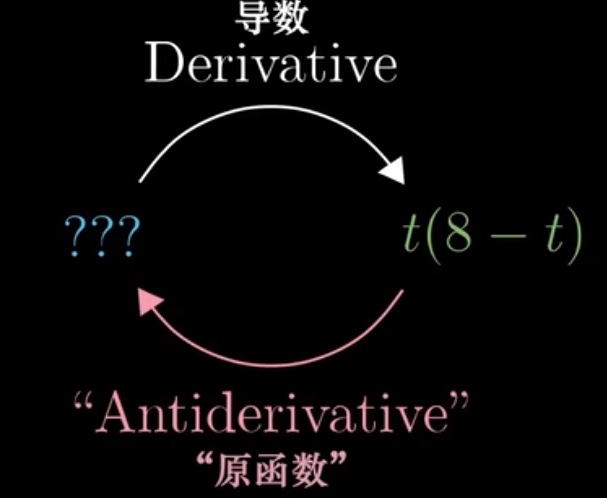 导数
Derivative
??? t(8 − t)
“Antiderivative”
“原函数”